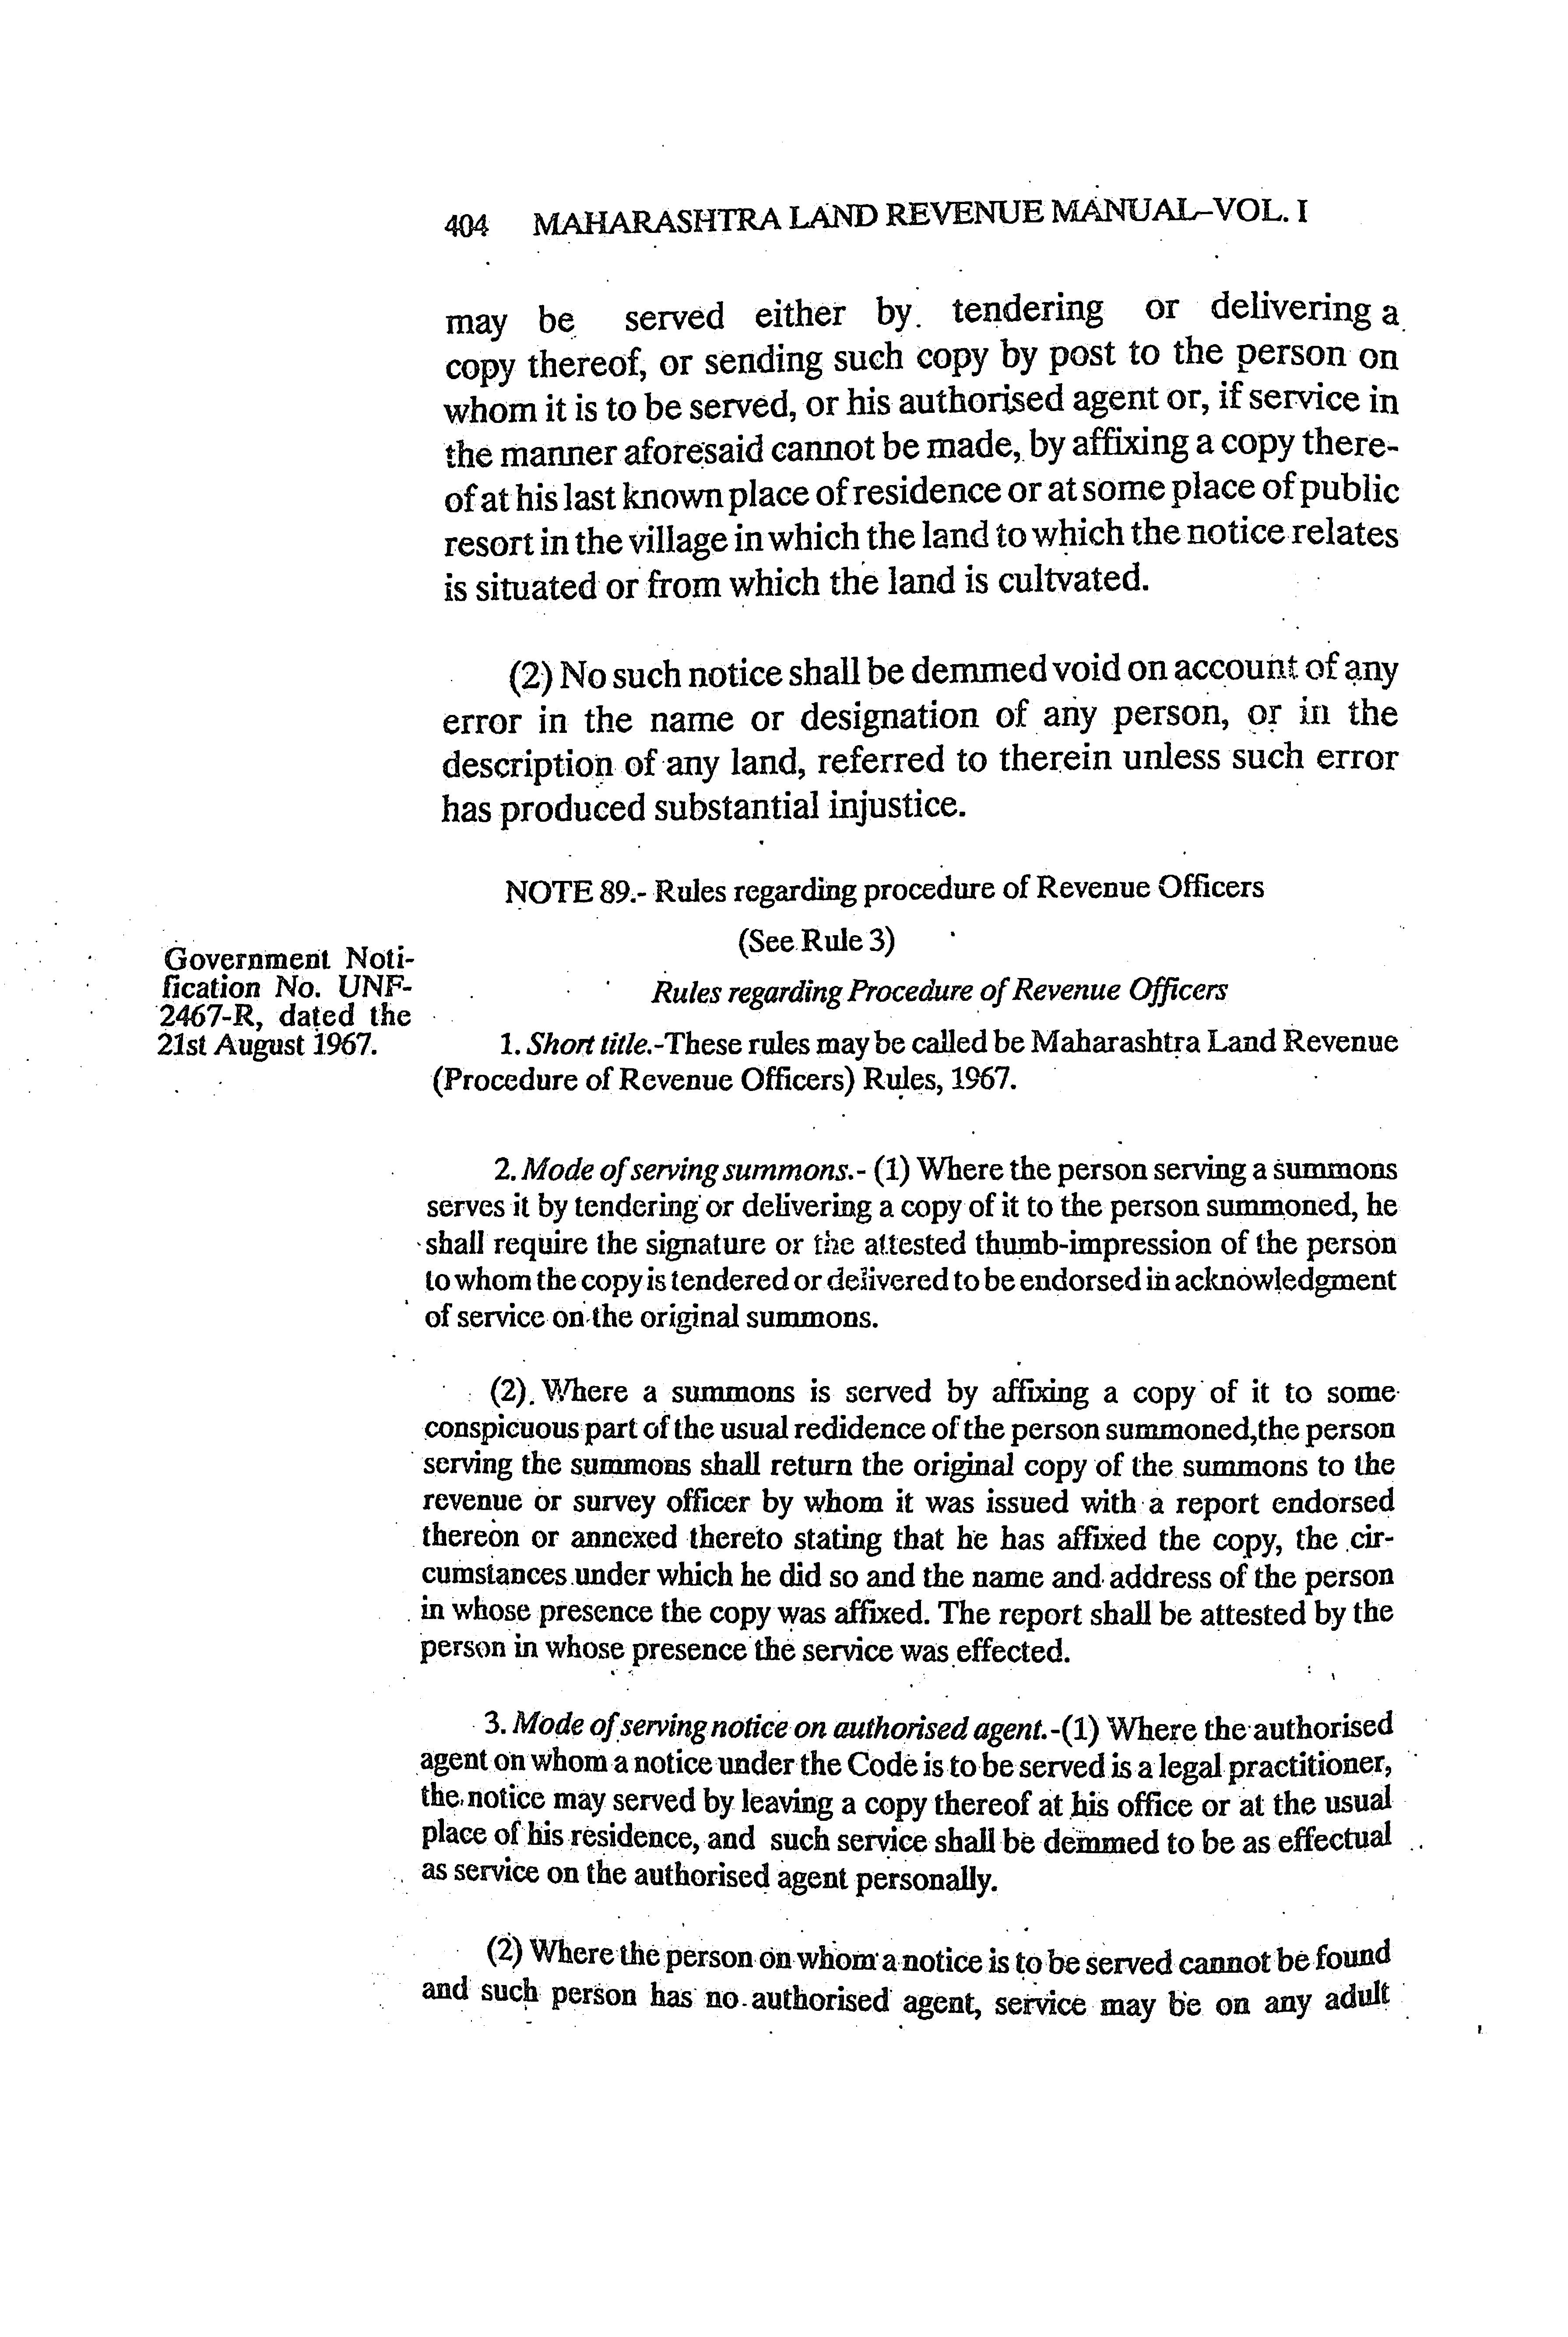 404 MAHARASHTRA LAND REVENUE MANUAL–VOL. I
may be served either by tendering or delivering a
copy thereof, or sending such copy by post to the person on
whom it is to be served, or his authorised agent or, if service in
the manner aforesaid cannot be made, by affixing a copy there-
of at his last known place of residence or at some place of public
resort in the village in which the land to which the notice relates
is situated or from which the land is cultvated.
(2) No such notice shall be demmed void on account of any
error in the name or designation of any person, or in the
description of any land, referred to therein unless such error
has produced substantial injustice.
NOTE 89.- Rules regarding procedure of Revenue Officers
(See Rule 3)
Government Noti-
fication No. UNF-
2467-R, dated the
21st August 1967.
Rules regarding Procedure of Revenue Officers
1. Short title.-These rules may be called be Maharashtra Land Revenue
(Procedure of Revenue Officers) Rules, 1967.
2. Mode of serving summons.- (1) Where the person serving a summons
serves it by tendering or delivering a copy of it to the person summoned, he
shall require the signature or the attested thumb-impression of the person
to whom the copy is tendered or delivered to be endorsed in acknowledgment
of service on the original summons.
(2) Where a summons is served by affixing a copy of it to some
conspicuous part of the usual redidence of the person summoned,the person
serving the summons shall return the original copy of the summons to the
revenue or survey officer by whom it was issued with a report endorsed
thereon or annexed thereto stating that he has affixed the copy, the cir-
cumstances under which he did so and the name and address of the person
in whose presence the copy was affixed. The report shall be attested by the
person in whose presence the service was effected.
3. Mode of serving notice on authorised agent.-(1) Where the authorised
agent on whom a notice under the Code is to be served is a legal practitioner,
the notice may served by leaving a copy thereof at his office or at the usual
place of his residence, and such service shall be demmed to be as effectual
as service on the authorised agent personally.
(2) Where the person on whom a notice is to be served cannot be found
and such person has no authorised agent, service may be on any adult